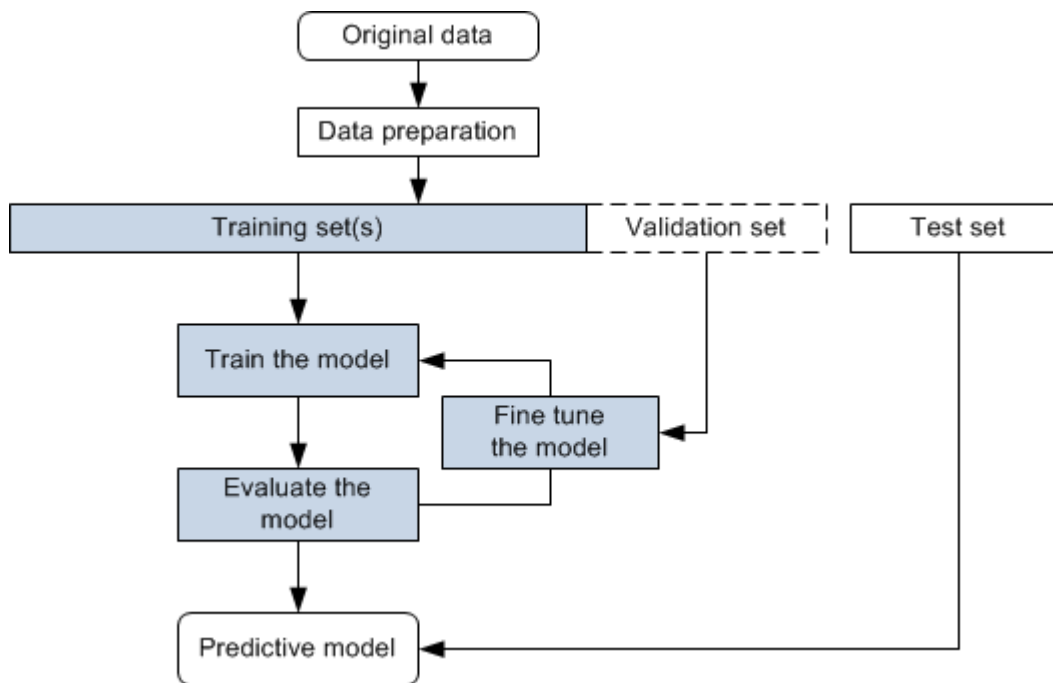 Original data
Data preparation
Training set(s)
Validation set
Test set
Train the model
Fine tune
the model
Evaluate the
model
Predictive model